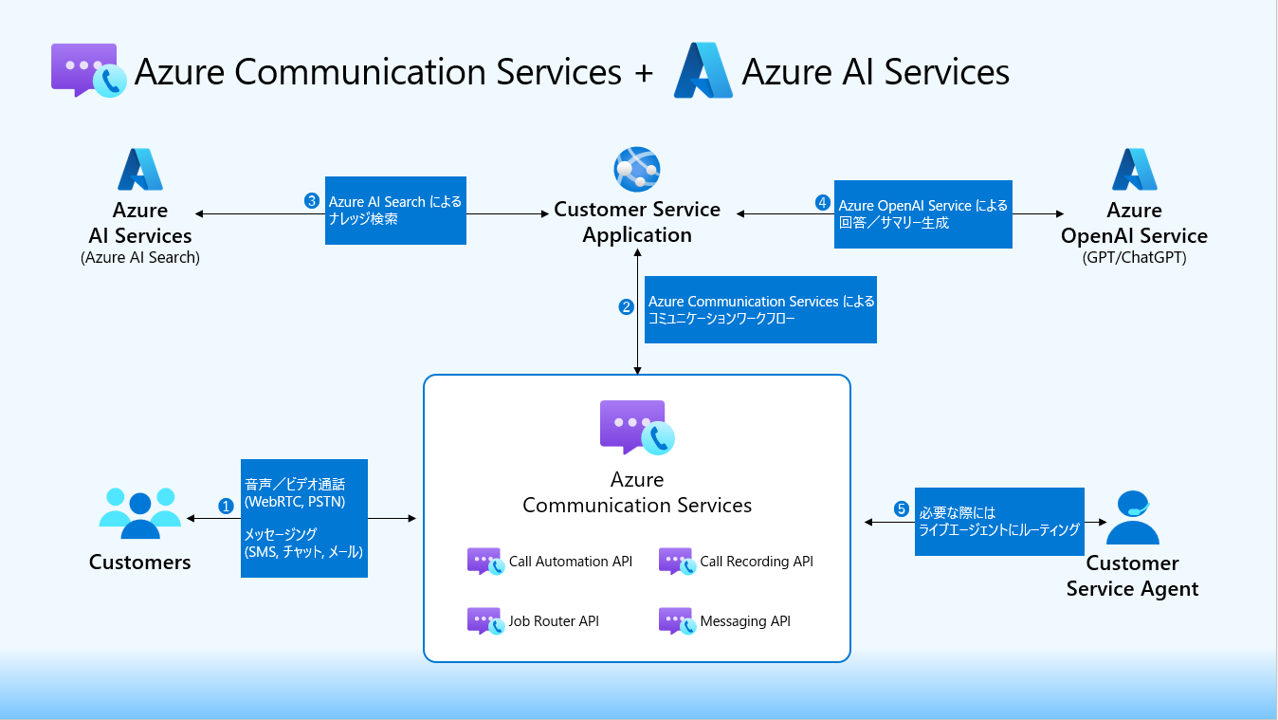 Azure Communication Services + Azure AI Services
Azure
AI Services
(Azure AI Search)
❸
Azure AI Search による
ナレッジ検索
Customer Service
Application
❹
Azure OpenAI Service による
回答／サマリー生成
Azure
OpenAI Service
(GPT/ChatGPT)
❷
Azure Communication Services による
コミュニケーションワークフロー
Customers
❶
音声／ビデオ通話
(WebRTC, PSTN)
メッセージング
(SMS, チャット, メール)
Azure
Communication Services
Call Automation API
Call Recording API
Job Router API
Messaging API
❺
必要な際には
ライブエージェントにルーティング
Customer
Service Agent